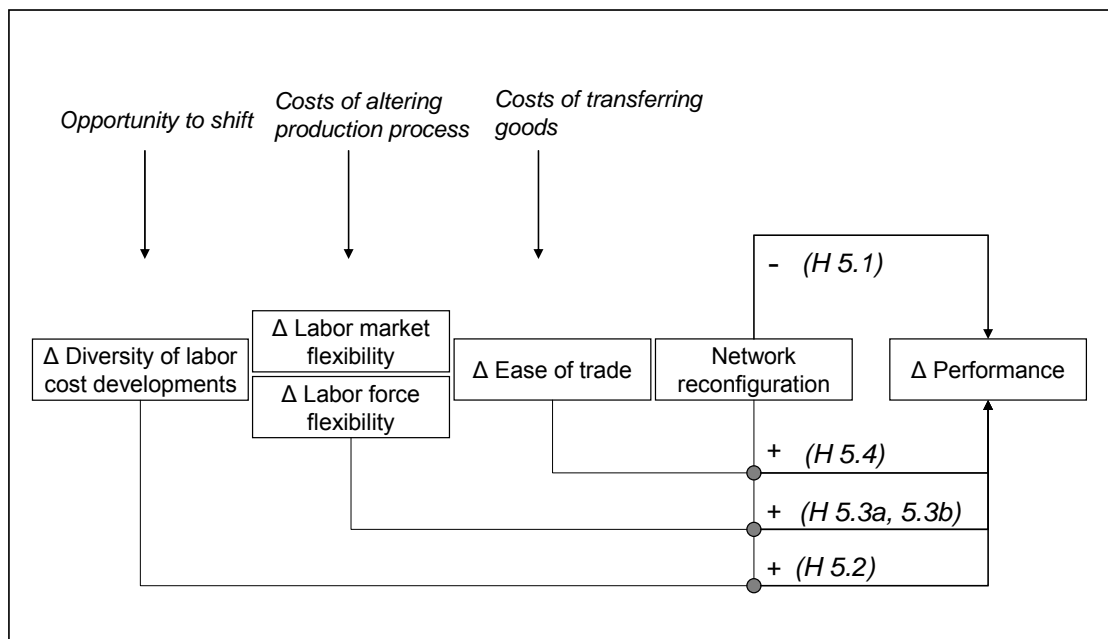 Opportunity to shift
Costs of altering
production process
Costs of transferring
goods
- (H 5.1)
Δ Diversity of labor
cost developments
Δ Labor market
flexibility
Δ Labor force
flexibility
Δ Ease of trade
Network
reconfiguration
Δ Performance
+ (H 5.4)
+ (H 5.3a, 5.3b)
+ (H 5.2)